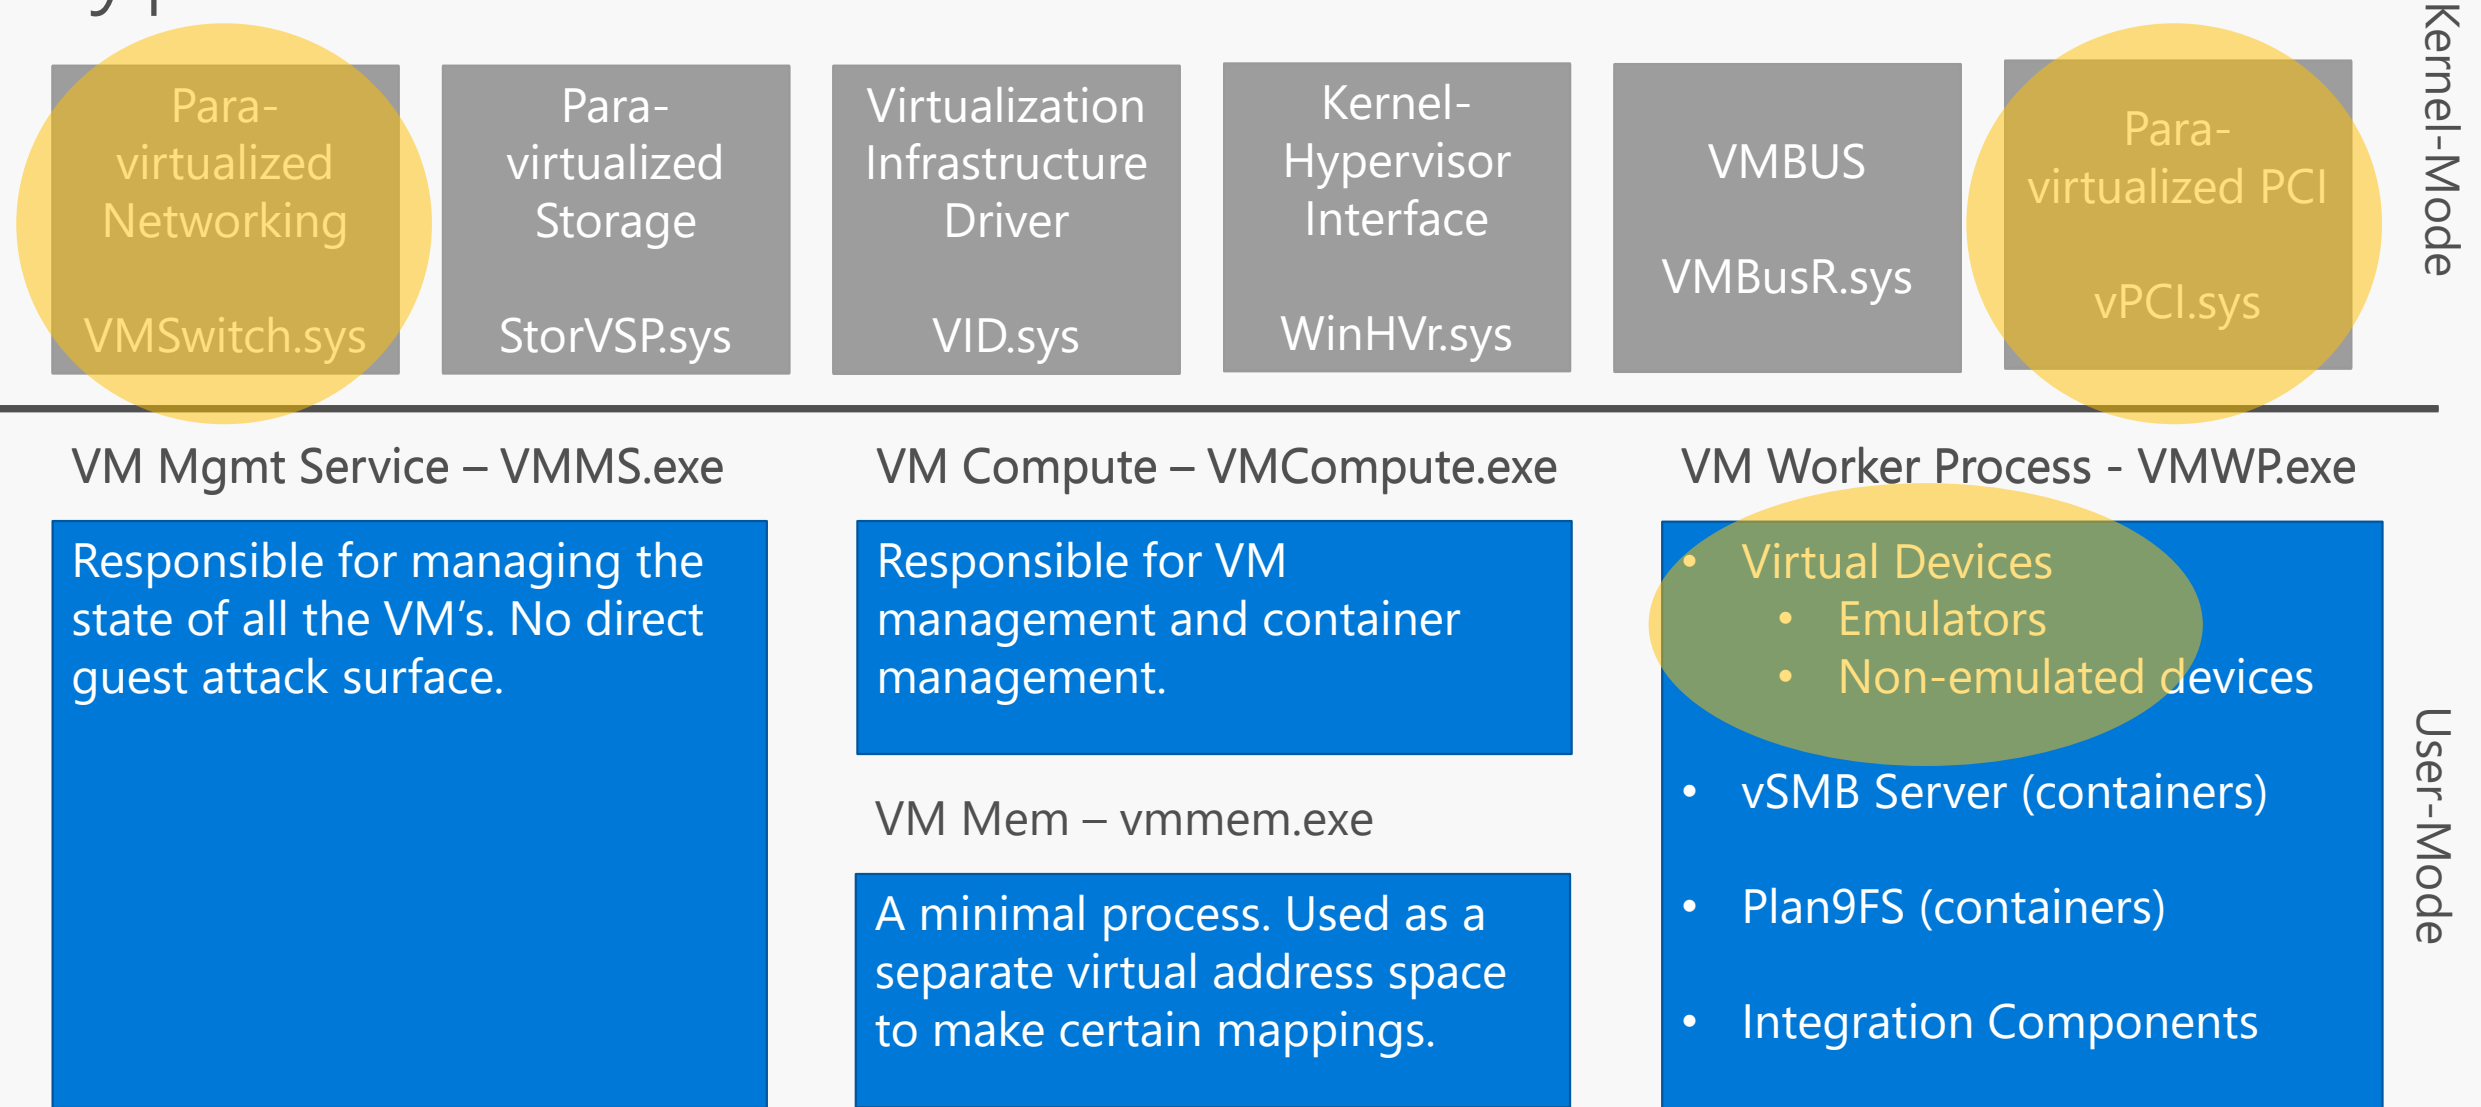 Para-
virtualized
Networking
VMSwitch.sys
Para-
virtualized
Storage
StorVSP.sys
Virtualization
Infrastructure
Driver
VID.sys
Kernel-
Hypervisor
Interface
WinHVr.sys
VMBUS
VMBusR.sys
Para-
virtualized PCI
vPCI.sys
Kernel-Mode
VM Mgmt Service – VMMS.exe
Responsible for managing the
state of all the VM’s. No direct
guest attack surface.
VM Compute – VMCompute.exe
Responsible for VM
management and container
management.
VM Mem – vmmem.exe
A minimal process. Used as a
separate virtual address space
to make certain mappings.
VM Worker Process - VMWP.exe
• Virtual Devices
• Emulators
• Non-emulated devices
• vSMB Server (containers)
• Plan9FS (containers)
• Integration Components
User-Mode